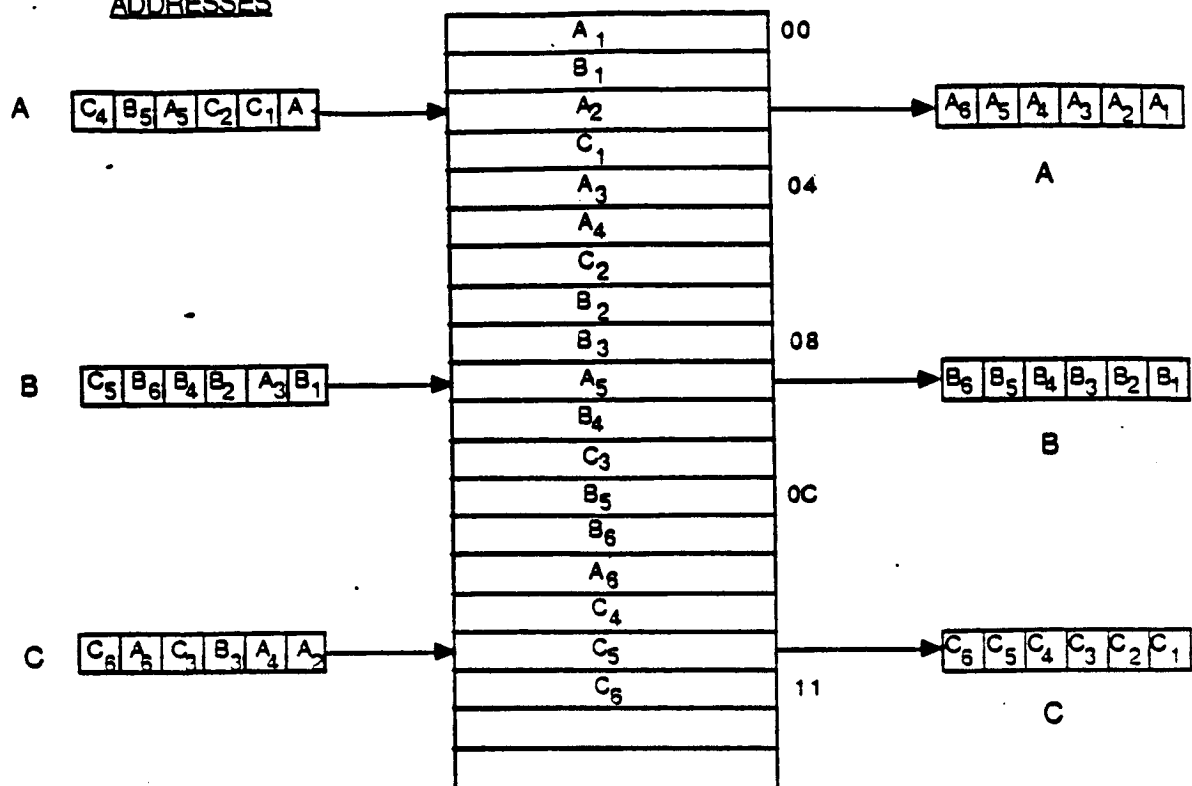 ADDRESSES
A₁ 00
B₁
A C₄ B₅ A₅ C₂ C₁ A A₂ A₆ A₅ A₄ A₃ A₂ A₁
C₁
A₃ 04 A
A₄
C₂
B₂
B₃ 08
B C₅ B₆ B₄ B₂ A₃ B₁ A₅ B₆ B₅ B₄ B₃ B₂ B₁
B₄
C₃ B
B₅ 0C
B₆
A₆
C₄
C C₆ A₆ C₃ B₃ A₄ A₂ C₅ C₆ C₅ C₄ C₃ C₂ C₁
C₆ 11
C